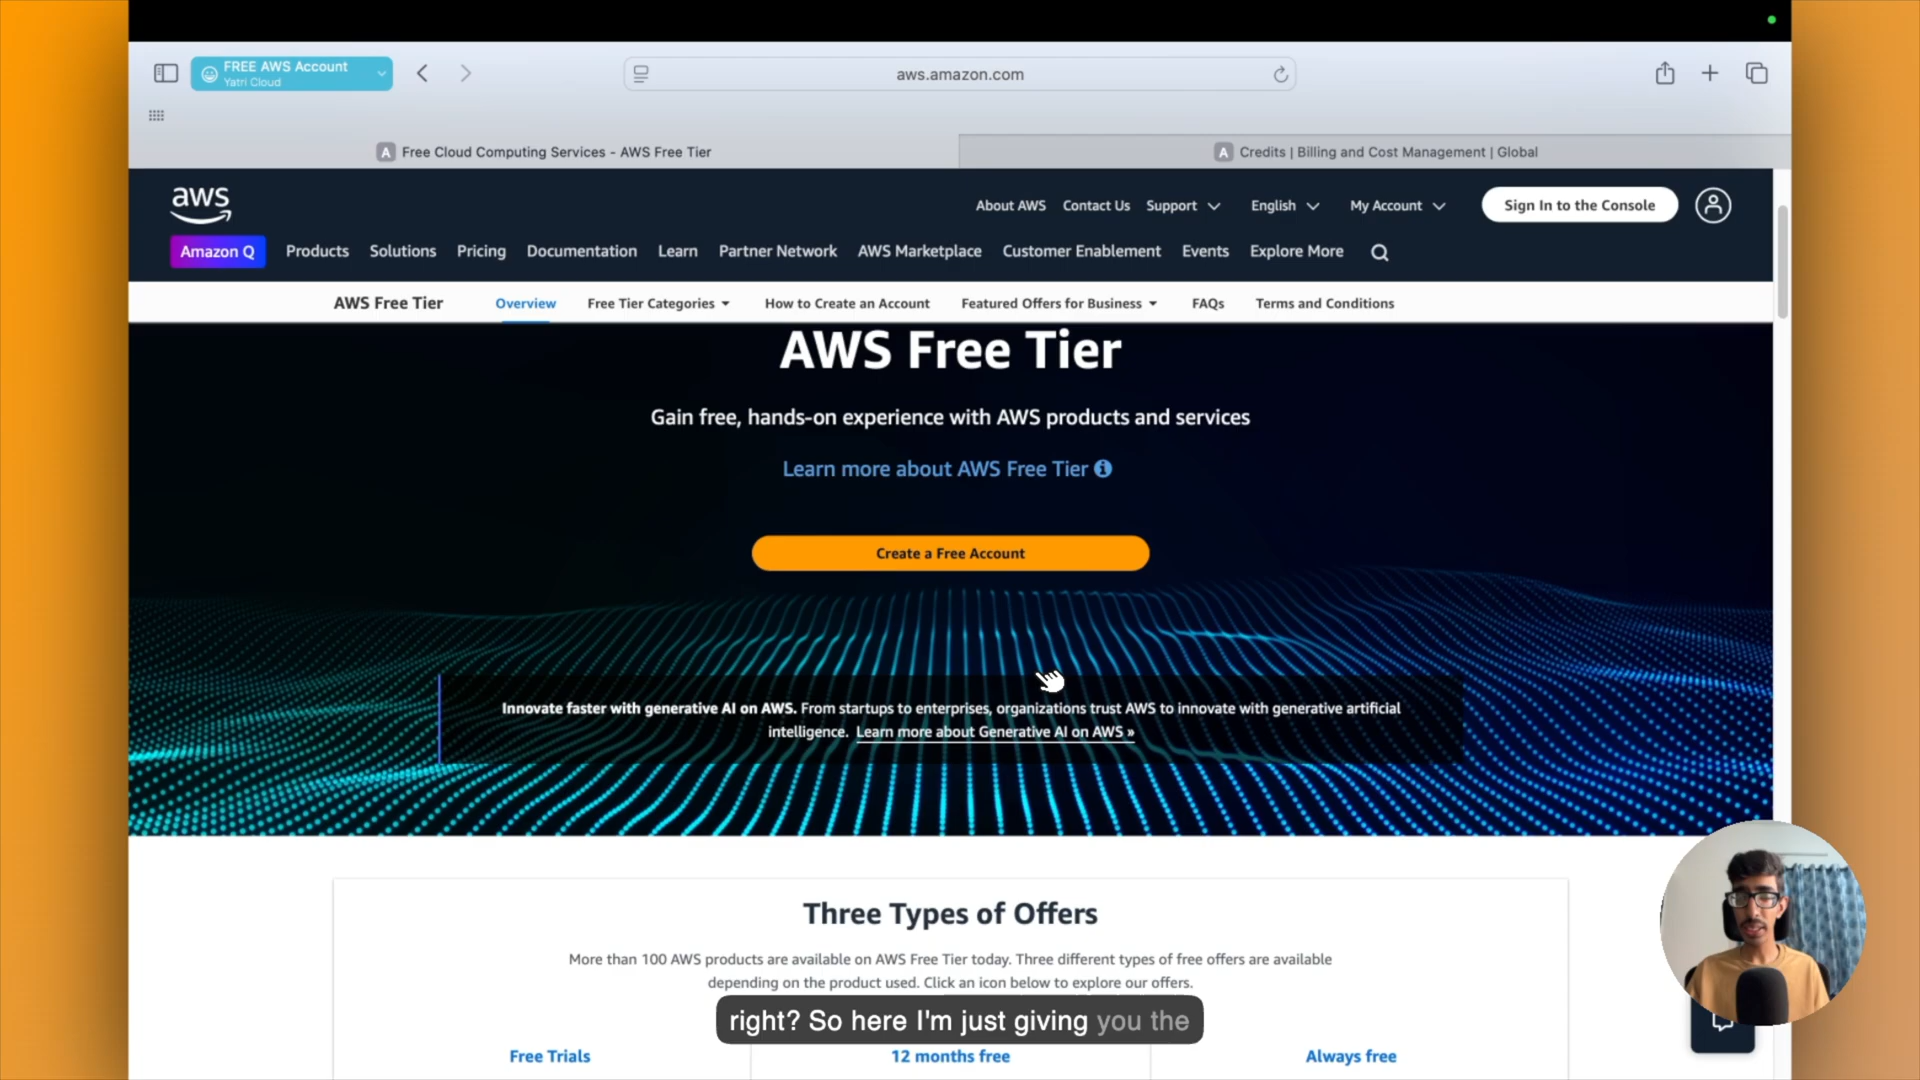 FREE AWS Account
Yatri Cloud
aws.amazon.com
A Free Cloud Computing Services - AWS Free Tier
A Credits | Billing and Cost Management | Global
aws
About AWS Contact Us Support English My Account Sign In to the Console
Amazon Q Products Solutions Pricing Documentation Learn Partner Network AWS Marketplace Customer Enablement Events Explore More
AWS Free Tier Overview Free Tier Categories How to Create an Account Featured Offers for Business FAQs Terms and Conditions
AWS Free Tier
Gain free, hands-on experience with AWS products and services
Learn more about AWS Free Tier
Create a Free Account
Innovate faster with generative AI on AWS. From startups to enterprises, organizations trust AWS to innovate with generative artificial
intelligence. Learn more about Generative AI on AWS »
Three Types of Offers
More than 100 AWS products are available on AWS Free Tier today. Three different types of free offers are available
depending on the product used. Click an icon below to explore our offers.
right? So here I'm just giving you the
Free Trials 12 months free Always free